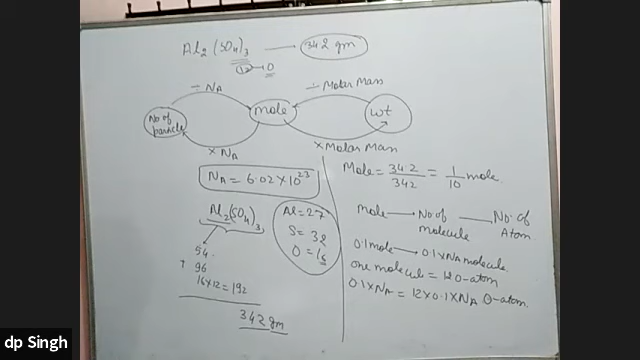 Al₂(SO₄)₃ → 342 gm
12→O
÷ NA
÷ Molar Mass
No of particle
mole
wt
× NA
× Molar Mass
NA = 6.02 × 10²³
Al₂(SO₄)₃
54
+ 96
16×12 = 192
342 gm
Al = 27
S = 32
O = 16
Mole = 34.2/342 = 1/10 mole.
mole → No of molecule → No. of Atom
0.1 mole → 0.1 × NA molecule.
one molecule = 12 O-atom
0.1 × NA = 12 × 0.1 × NA O-atom.
dp Singh